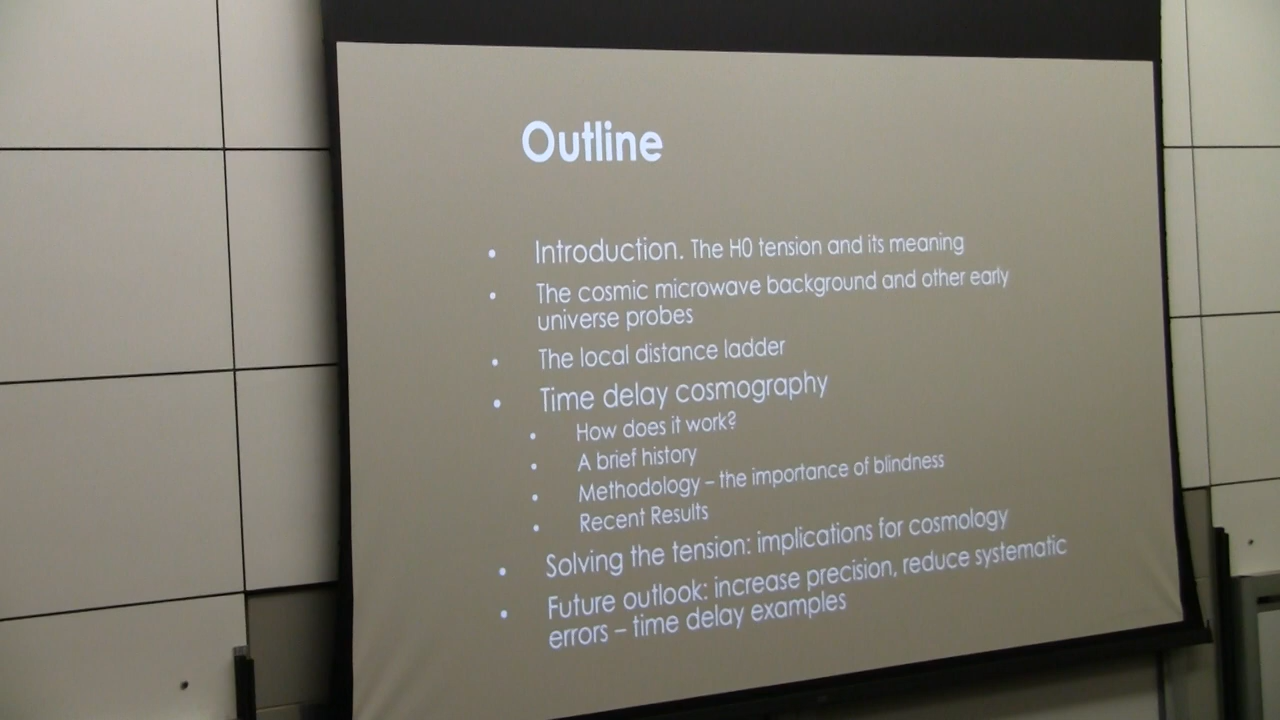 Outline
• Introduction. The H0 tension and its meaning
• The cosmic microwave background and other early
universe probes
• The local distance ladder
• Time delay cosmography
• How does it work?
• A brief history
• Methodology – the importance of blindness
• Recent Results
• Solving the tension: implications for cosmology
• Future outlook: increase precision, reduce systematic
errors – time delay examples